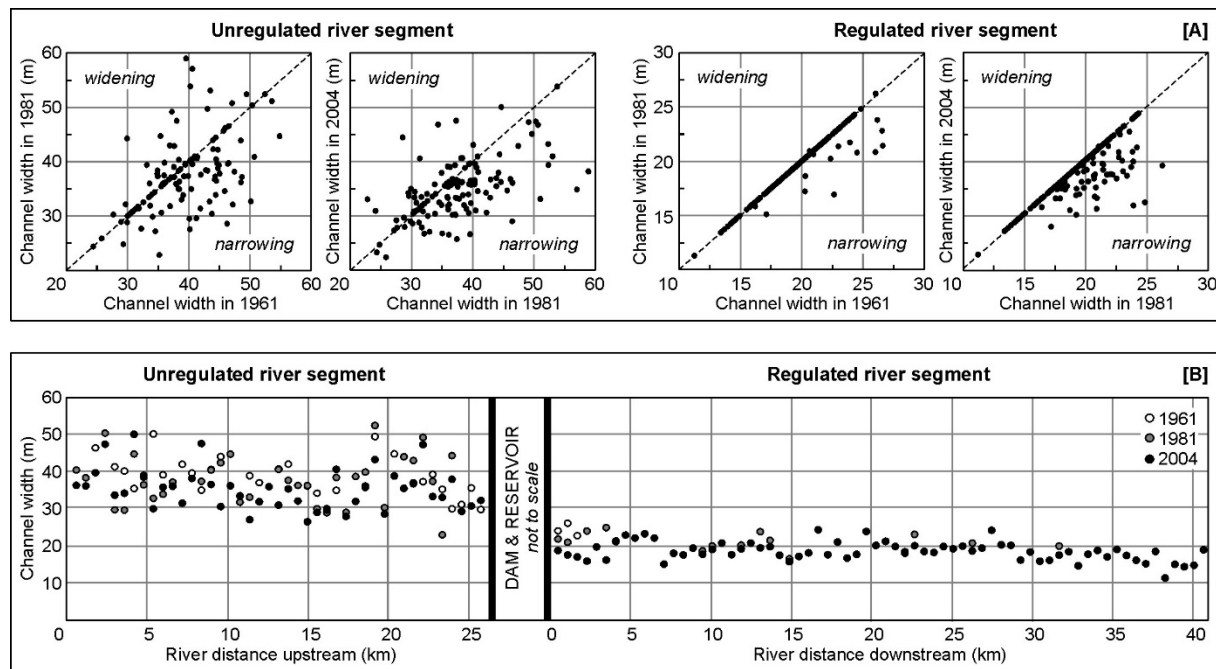 Unregulated river segment
Regulated river segment
[A]
60
50
40
30
20
Channel width in 1981 (m)
widening
narrowing
20 30 40 50 60
Channel width in 1961
Channel width in 2004 (m)
widening
narrowing
30 40 50 60
Channel width in 1981
30
25
20
15
10
Channel width in 1981 (m)
widening
narrowing
10 15 20 25 30
Channel width in 1961
Channel width in 2004 (m)
widening
narrowing
10 15 20 25 30
Channel width in 1981
Unregulated river segment
Regulated river segment
[B]
60
50
40
30
20
10
Channel width (m)
0 5 10 15 20 25
River distance upstream (km)
DAM & RESERVOIR
not to scale
1961
1981
2004
0 5 10 15 20 25 30 35 40
River distance downstream (km)